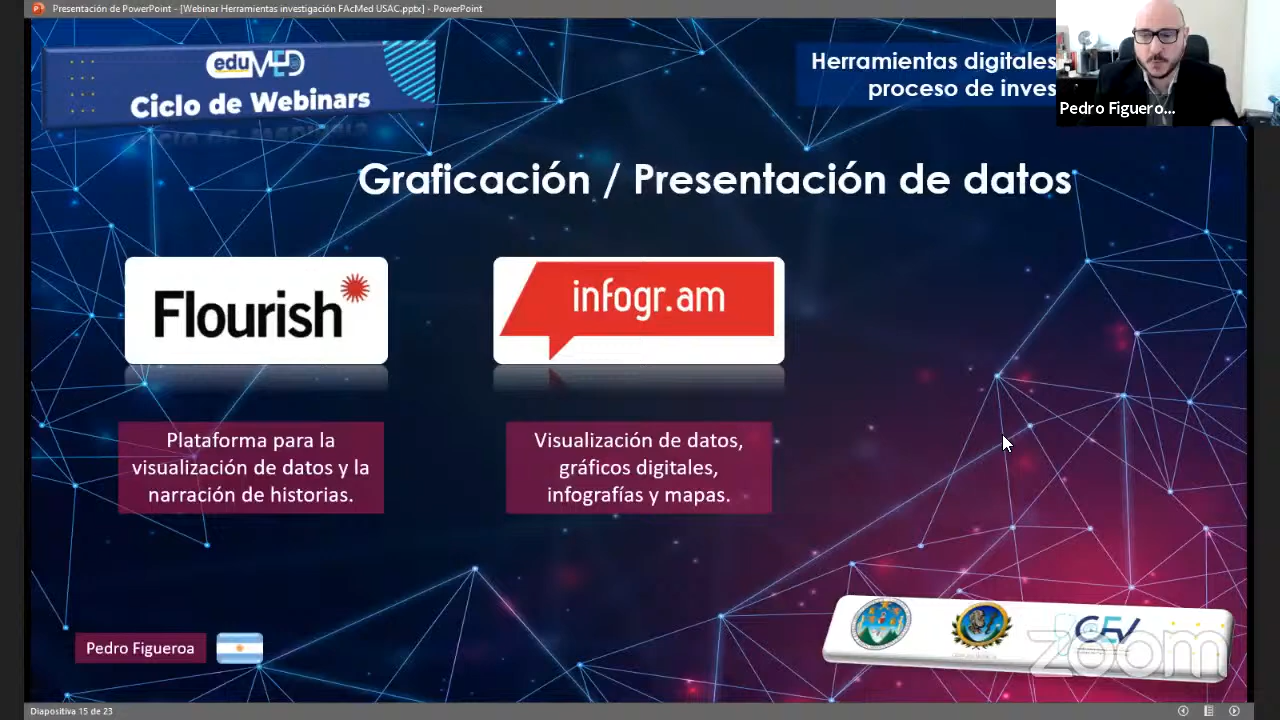 Presentación de PowerPoint - [Webinar Herramientas investigación FAcMed USAC.pptx] - PowerPoint
eduMED
Ciclo de Webinars
Herramientas digitales
proceso de inves
Pedro Figuero...
Graficación / Presentación de datos
Flourish
infogr.am
Plataforma para la
visualización de datos y la
narración de historias.
Visualización de datos,
gráficos digitales,
infografías y mapas.
Pedro Figueroa
zoom
Diapositiva 15 de 23